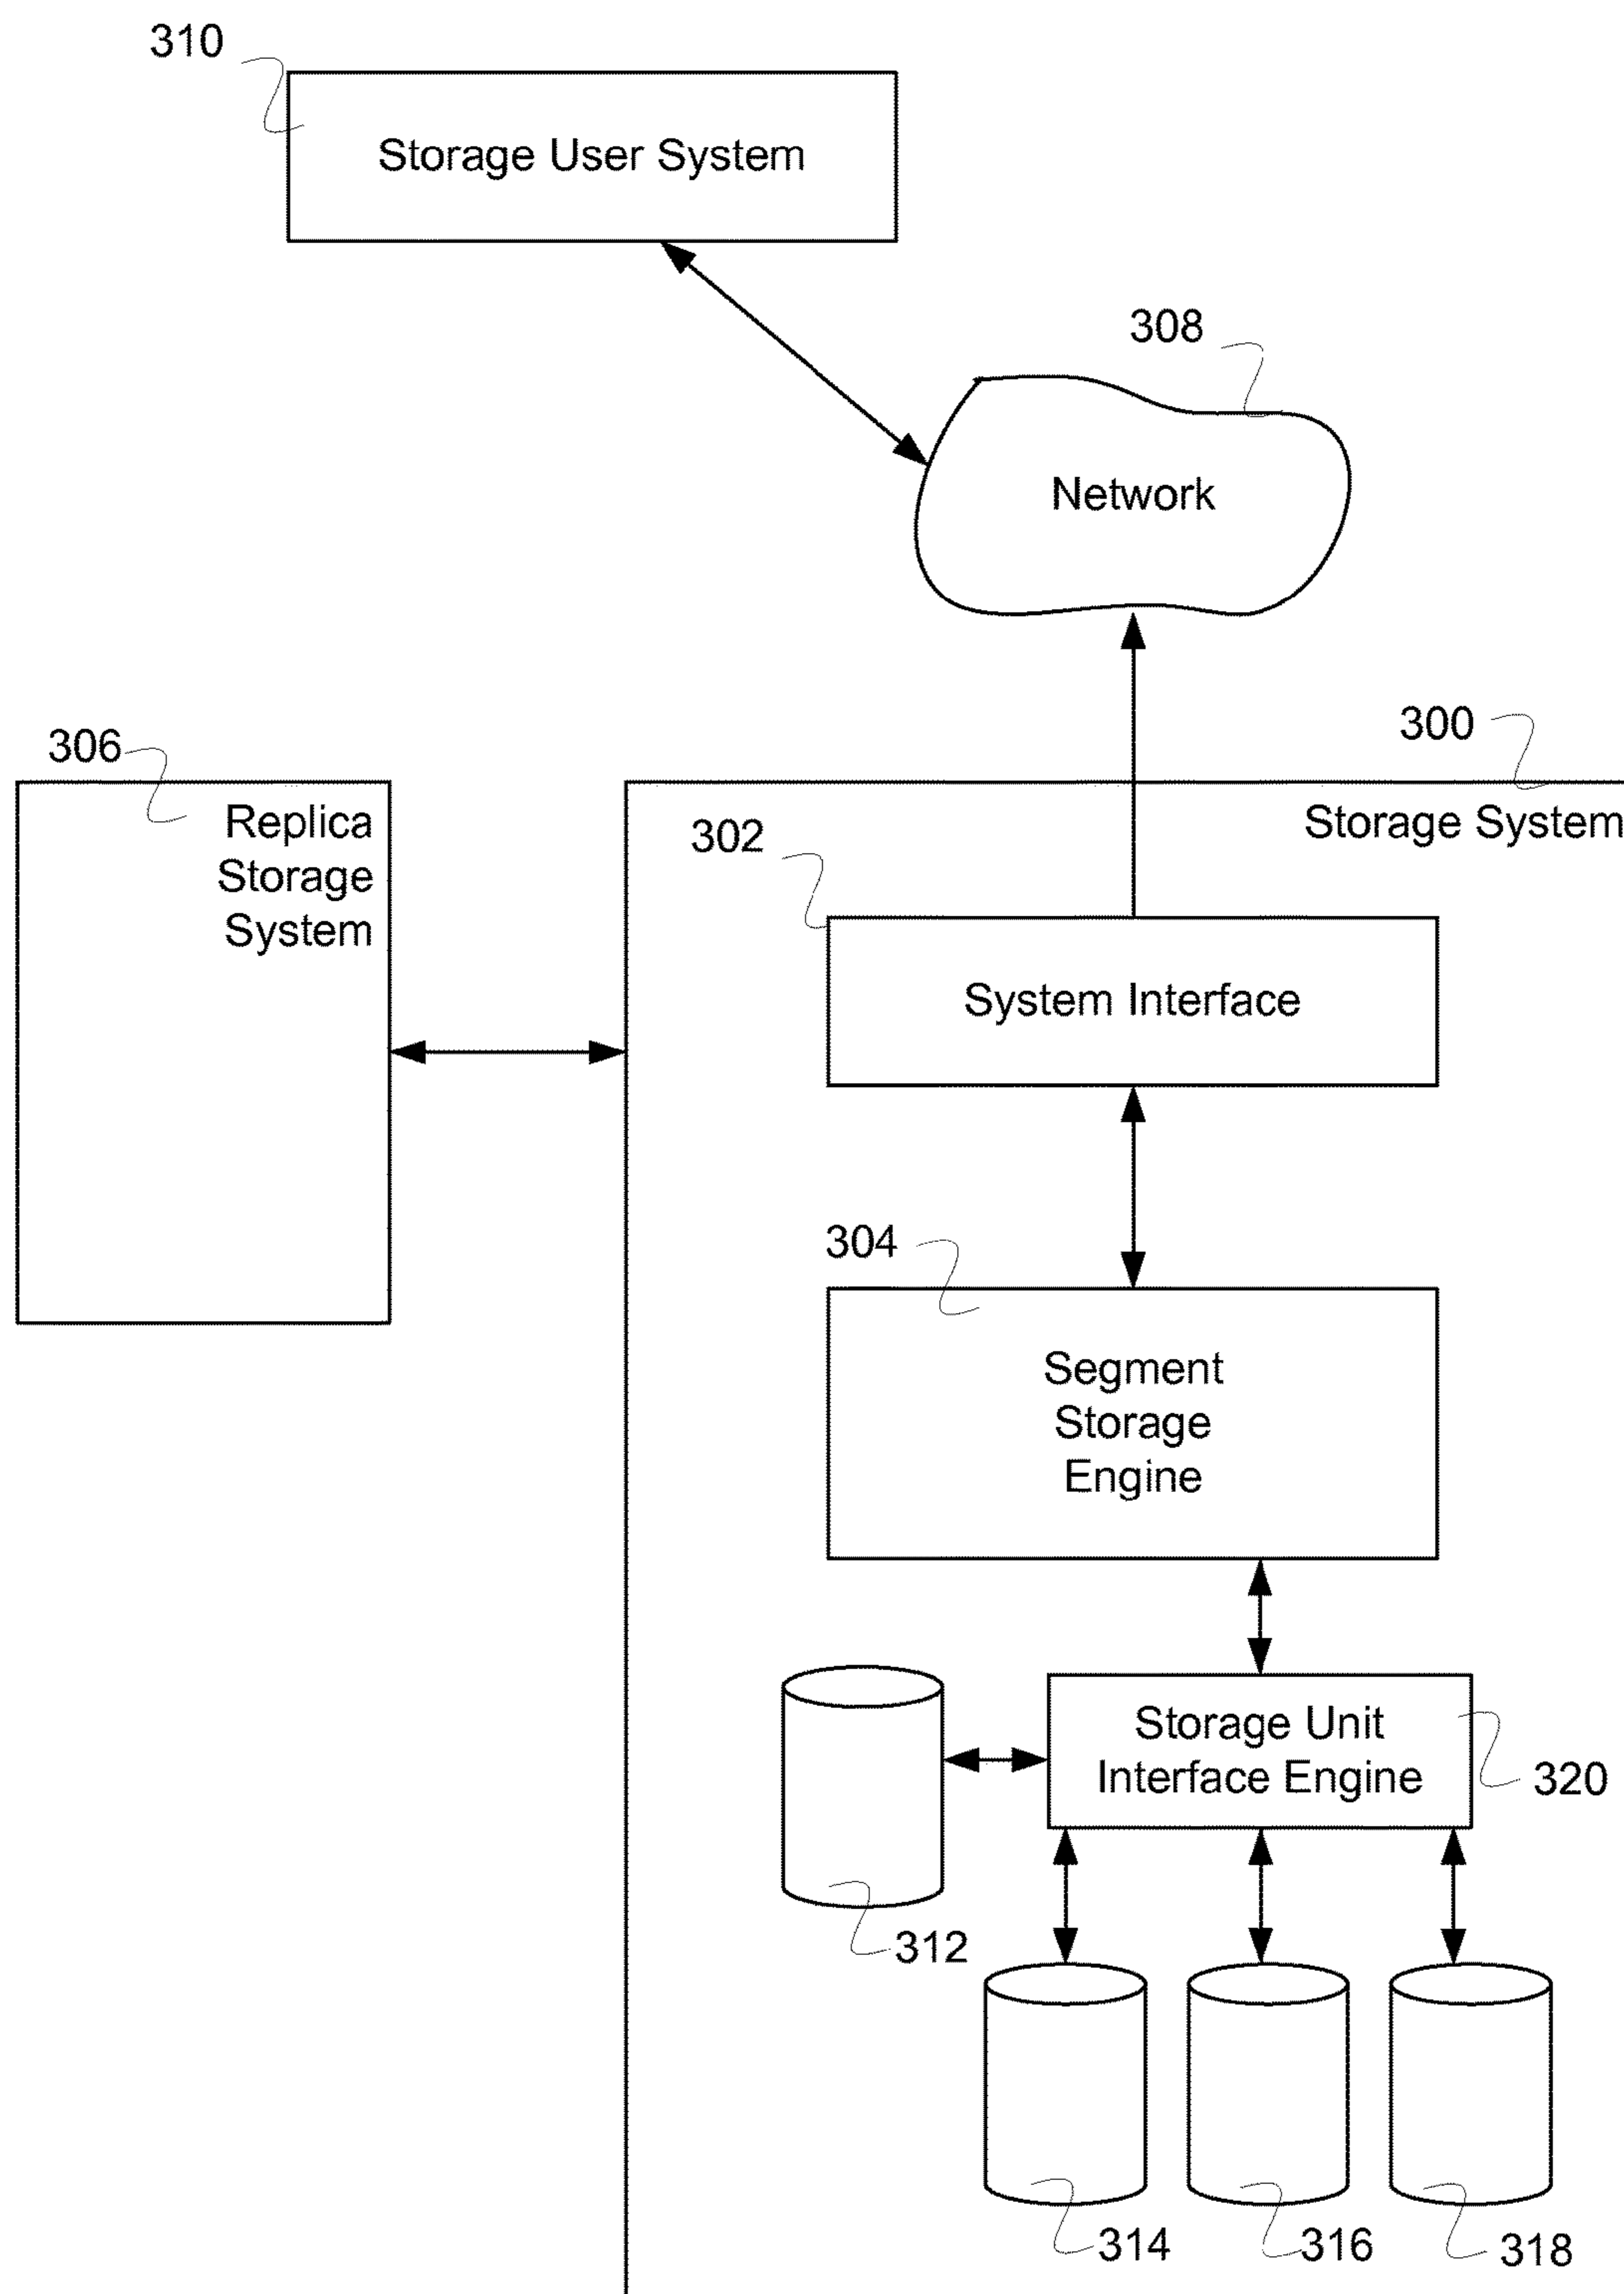 310
Storage User System
308
Network
300
306
Replica
Storage
System
Storage System
302
System Interface
304
Segment
Storage
Engine
Storage Unit
Interface Engine
320
312
314
316
318